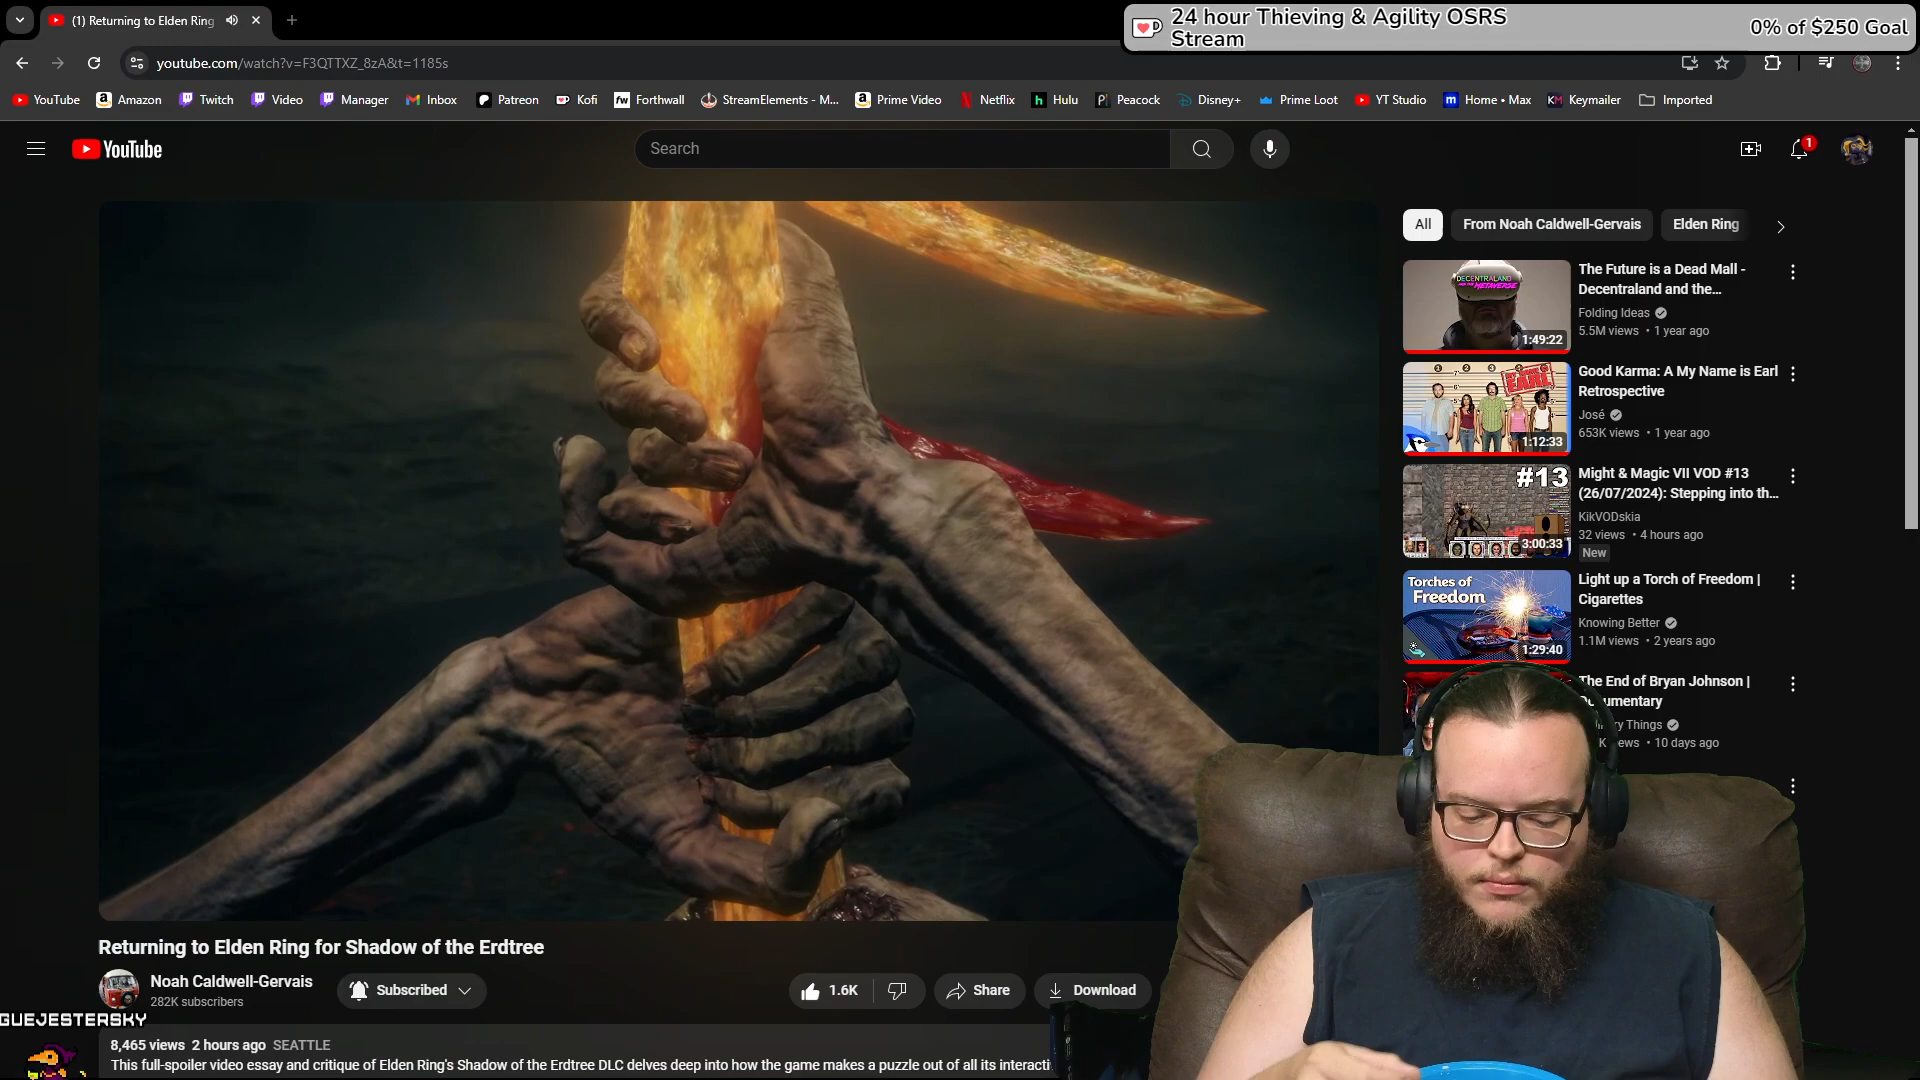 (1) Returning to Elden Ring
24 hour Thieving & Agility OSRS
Stream
0% of $250 Goal
youtube.com/watch?v=F3QTTXZ_8zA&t=1185s
YouTube Amazon Twitch Video Manager Inbox Patreon Kofi Forthwall StreamElements - M... Prime Video Netflix Hulu Peacock Disney+ Prime Loot YT Studio Home • Max Keymailer Imported
YouTube
Search
1
All From Noah Caldwell-Gervais Elden Ring
DECENTRALAND
AND THE METAVERSE
1:49:22
The Future is a Dead Mall -
Decentraland and the...
Folding Ideas
5.5M views • 1 year ago
EARL
1:12:33
Good Karma: A My Name is Earl
Retrospective
José
653K views • 1 year ago
#13
3:00:33
Might & Magic VII VOD #13
(26/07/2024): Stepping into th...
KikVODskia
32 views • 4 hours ago
New
Torches of
Freedom
1:29:40
Light up a Torch of Freedom |
Cigarettes
Knowing Better
1.1M views • 2 years ago
The End of Bryan Johnson |
umentary
ry Things
K ews • 10 days ago
Returning to Elden Ring for Shadow of the Erdtree
Noah Caldwell-Gervais
282K subscribers
Subscribed
1.6K
Share
Download
GUEJESTERSKY
8,465 views 2 hours ago SEATTLE
This full-spoiler video essay and critique of Elden Ring's Shadow of the Erdtree DLC delves deep into how the game makes a puzzle out of all its interacti